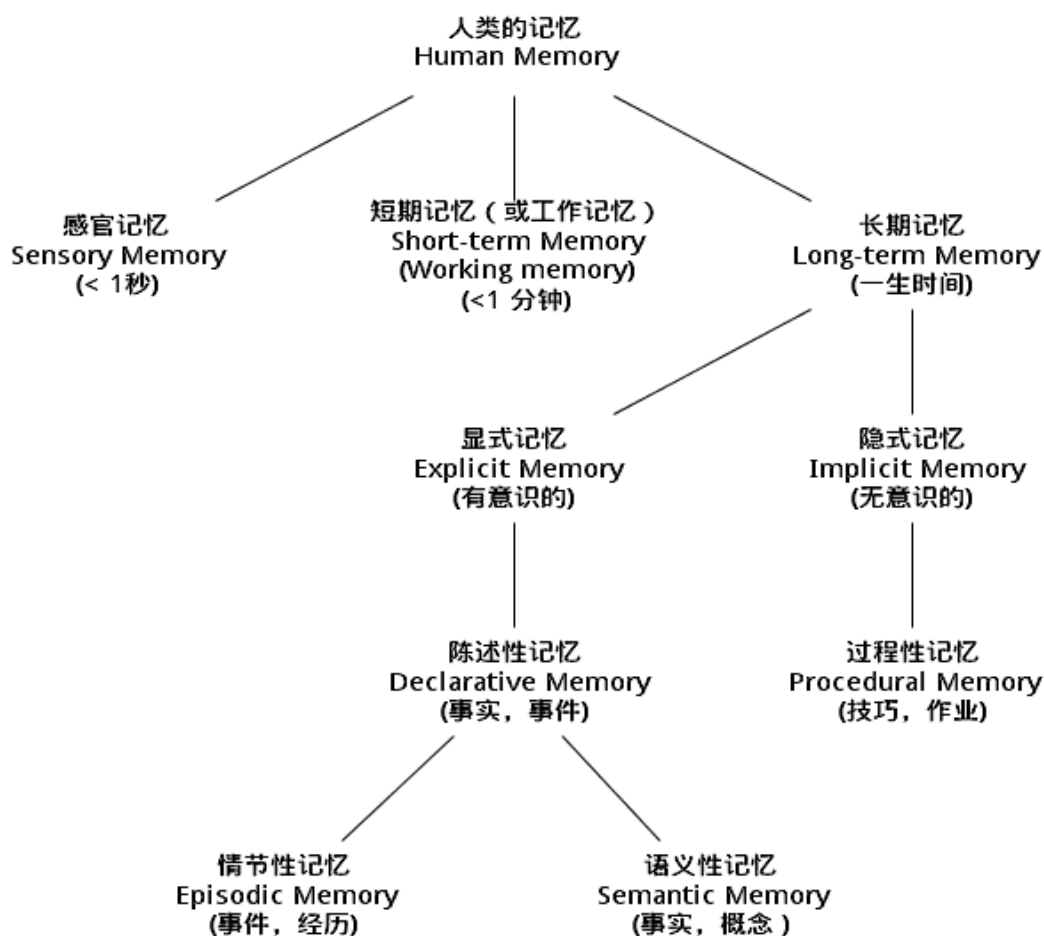 人类的记忆
Human Memory
感官记忆
Sensory Memory
(< 1秒)
短期记忆（或工作记忆）
Short-term Memory
(Working memory)
(<1 分钟)
长期记忆
Long-term Memory
(一生时间)
显式记忆
Explicit Memory
(有意识的)
隐式记忆
Implicit Memory
(无意识的)
陈述性记忆
Declarative Memory
(事实，事件)
过程性记忆
Procedural Memory
(技巧，作业)
情节性记忆
Episodic Memory
(事件，经历)
语义性记忆
Semantic Memory
(事实，概念 )